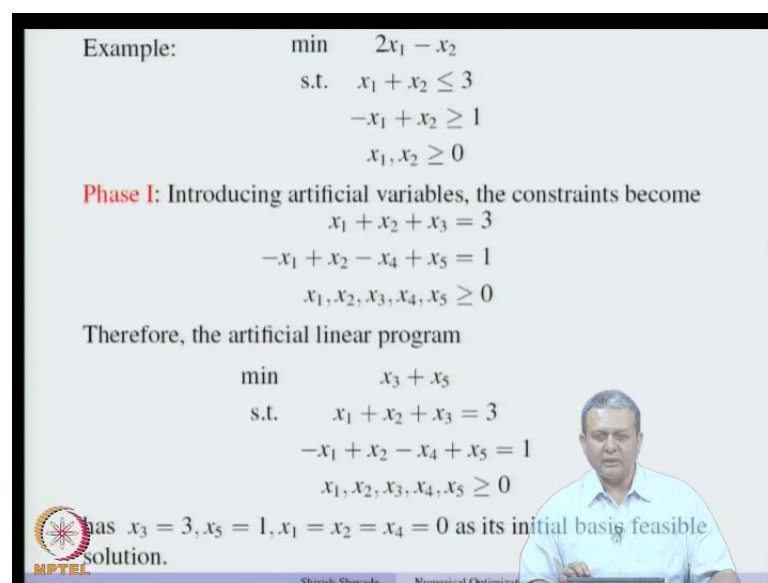 Example: min 2x₁ − x₂
s.t. x₁ + x₂ ≤ 3
−x₁ + x₂ ≥ 1
x₁, x₂ ≥ 0
Phase I: Introducing artificial variables, the constraints become
x₁ + x₂ + x₃ = 3
−x₁ + x₂ − x₄ + x₅ = 1
x₁, x₂, x₃, x₄, x₅ ≥ 0
Therefore, the artificial linear program
min x₃ + x₅
s.t. x₁ + x₂ + x₃ = 3
−x₁ + x₂ − x₄ + x₅ = 1
x₁, x₂, x₃, x₄, x₅ ≥ 0
has x₃ = 3, x₅ = 1, x₁ = x₂ = x₄ = 0 as its initial basis feasible
solution.
NPTEL
Shirish Shevade Numerical